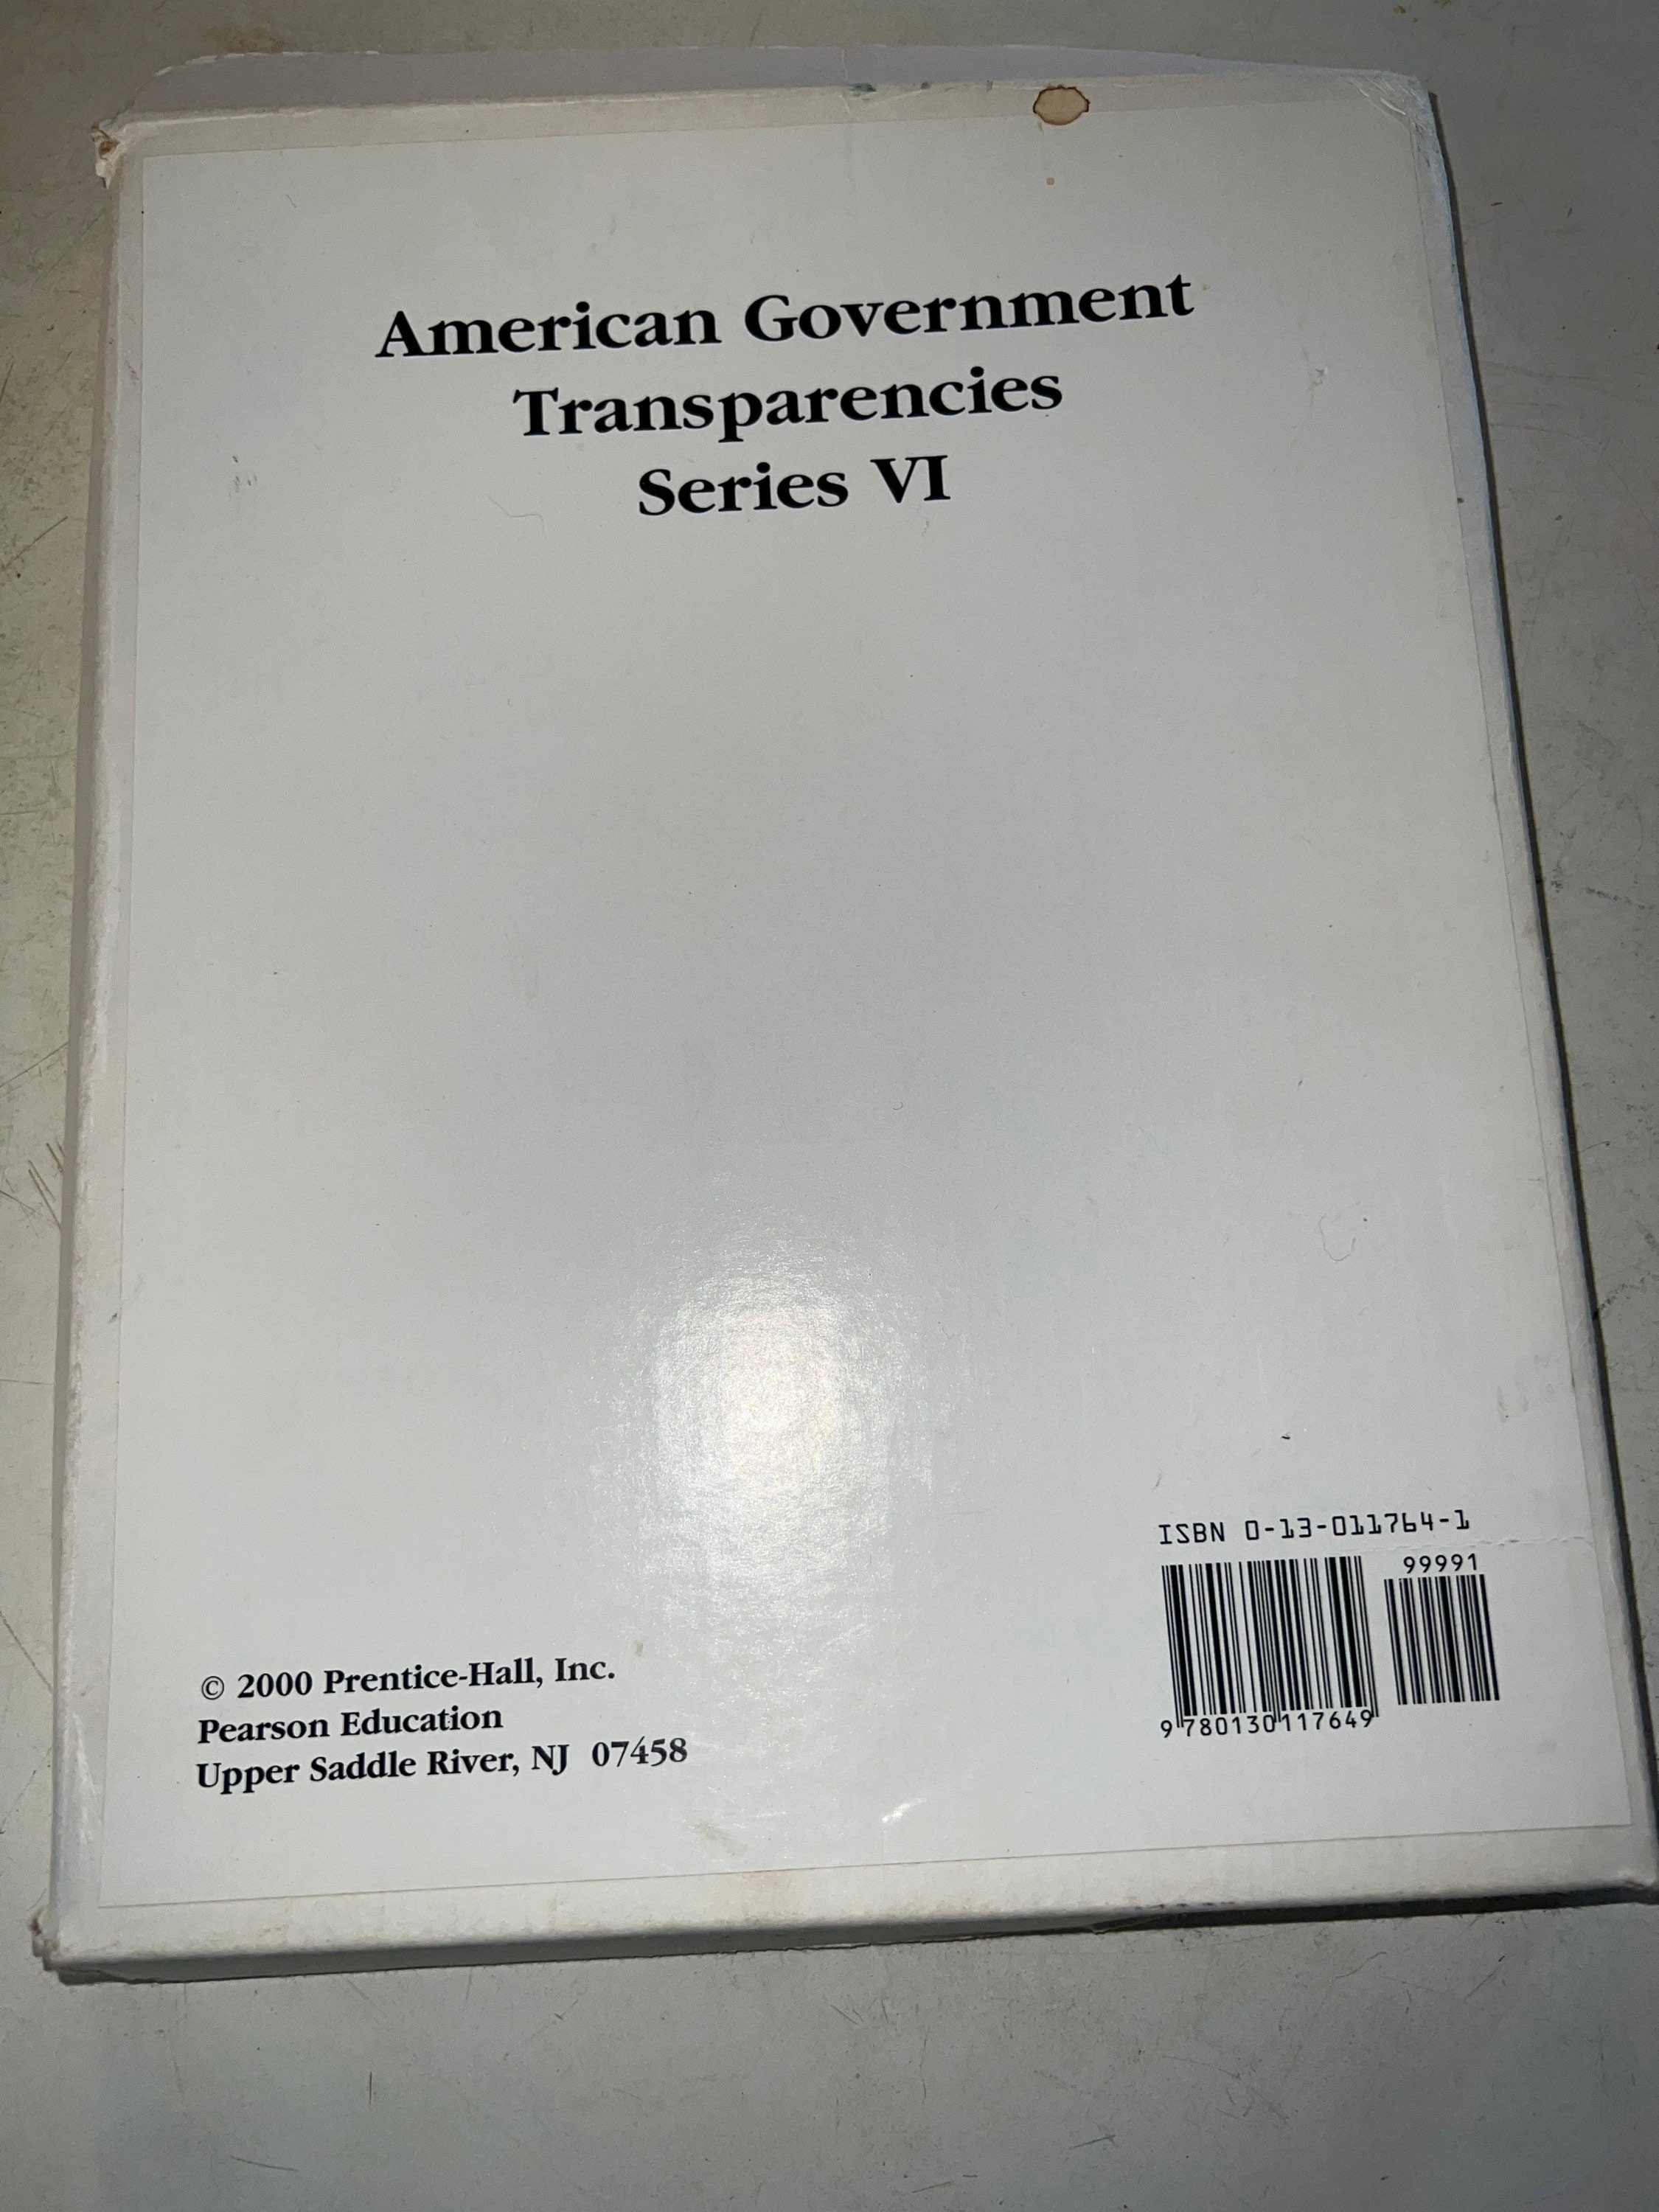 American Government
Transparencies
Series VI
ISBN 0-13-011764-1
99991
9 780130 117649
© 2000 Prentice-Hall, Inc.
Pearson Education
Upper Saddle River, NJ 07458